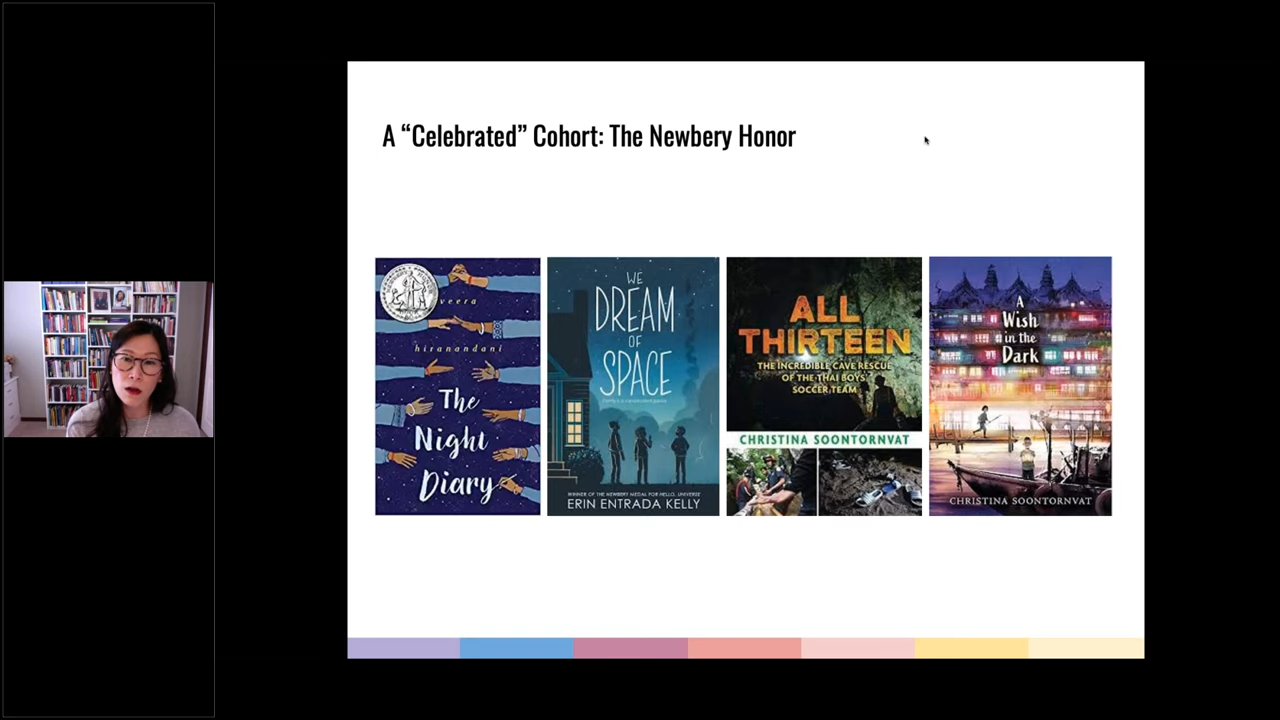 A “Celebrated” Cohort: The Newbery Honor
veera
hiranandani
The
Night
Diary
WE
DREAM
OF
SPACE
WINNER OF THE NEWBERY MEDAL FOR HELLO, UNIVERSE
ERIN ENTRADA KELLY
ALL
THIRTEEN
THE INCREDIBLE CAVE RESCUE
OF THE THAI BOYS
SOCCER TEAM
CHRISTINA SOONTORNVAT
A
Wish
in the
Dark
CHRISTINA SOONTORNVAT